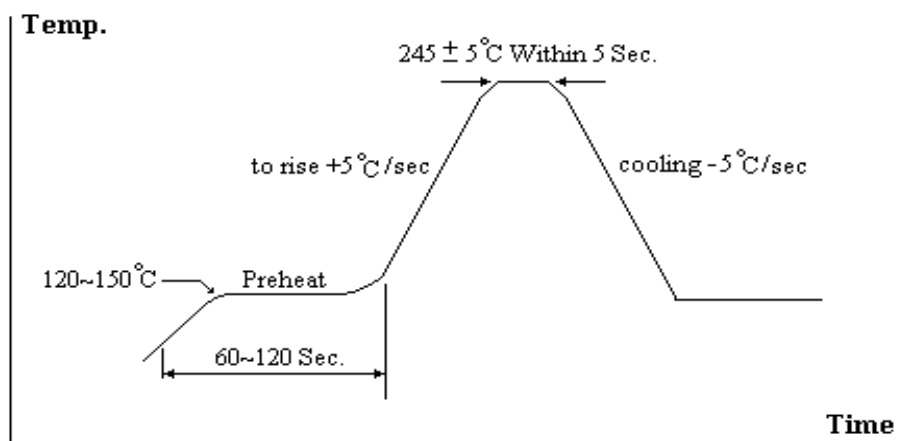 Temp.
245 ± 5°C Within 5 Sec.
to rise +5°C/sec
cooling -5°C/sec
120~150°C
Preheat
60~120 Sec.
Time